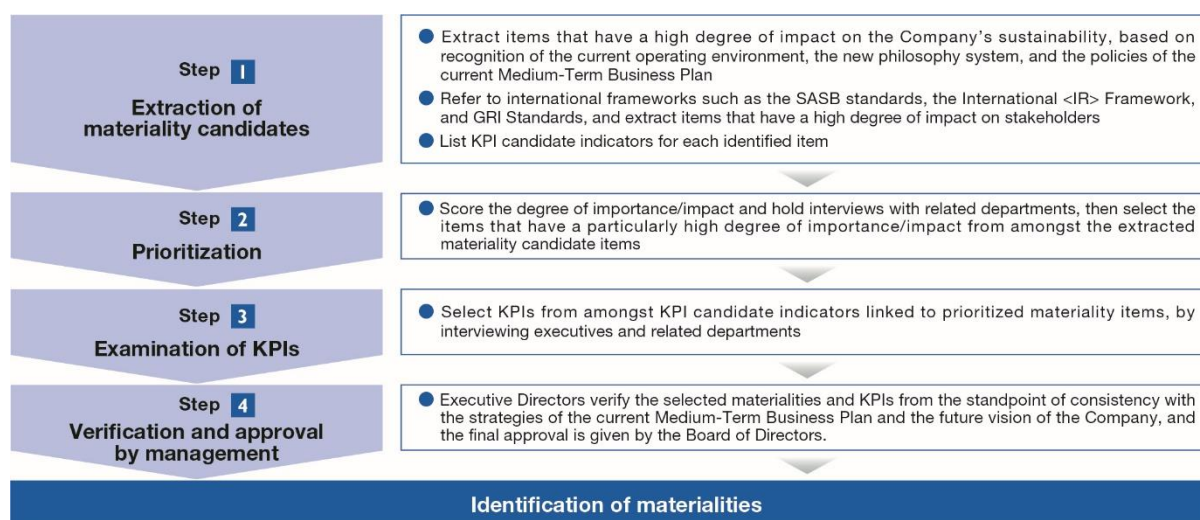 Step 1
Extraction of
materiality candidates
● Extract items that have a high degree of impact on the Company's sustainability, based on
recognition of the current operating environment, the new philosophy system, and the policies of the
current Medium-Term Business Plan
● Refer to international frameworks such as the SASB standards, the International <IR> Framework,
and GRI Standards, and extract items that have a high degree of impact on stakeholders
● List KPI candidate indicators for each identified item
Step 2
Prioritization
● Score the degree of importance/impact and hold interviews with related departments, then select the
items that have a particularly high degree of importance/impact from amongst the extracted
materiality candidate items
Step 3
Examination of KPIs
● Select KPIs from amongst KPI candidate indicators linked to prioritized materiality items, by
interviewing executives and related departments
Step 4
Verification and approval
by management
● Executive Directors verify the selected materialities and KPIs from the standpoint of consistency with
the strategies of the current Medium-Term Business Plan and the future vision of the Company, and
the final approval is given by the Board of Directors.
Identification of materialities